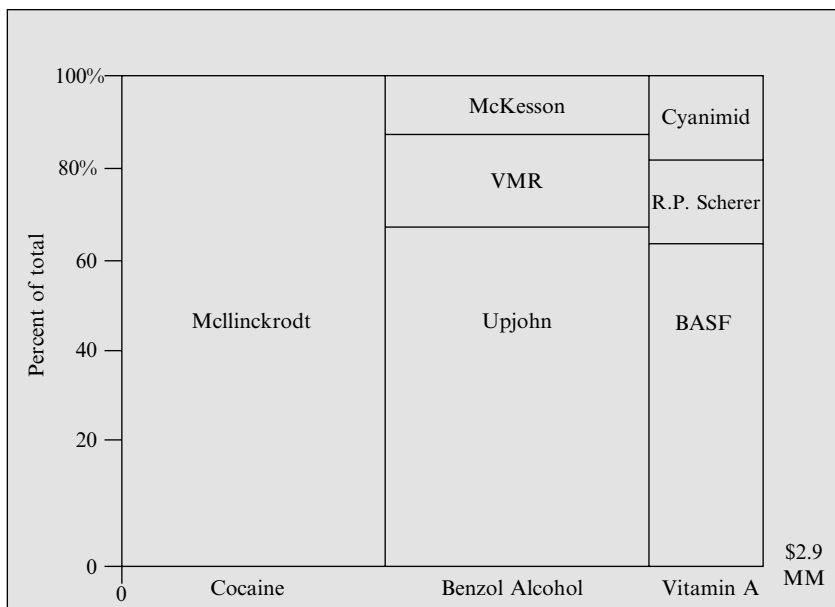 100%
McKesson
Cyanimid
80%
VMR
R.P. Scherer
60
Percent of total
Mcllinckrodt
Upjohn
BASF
40
20
0
$2.9
MM
0
Cocaine
Benzol Alcohol
Vitamin A